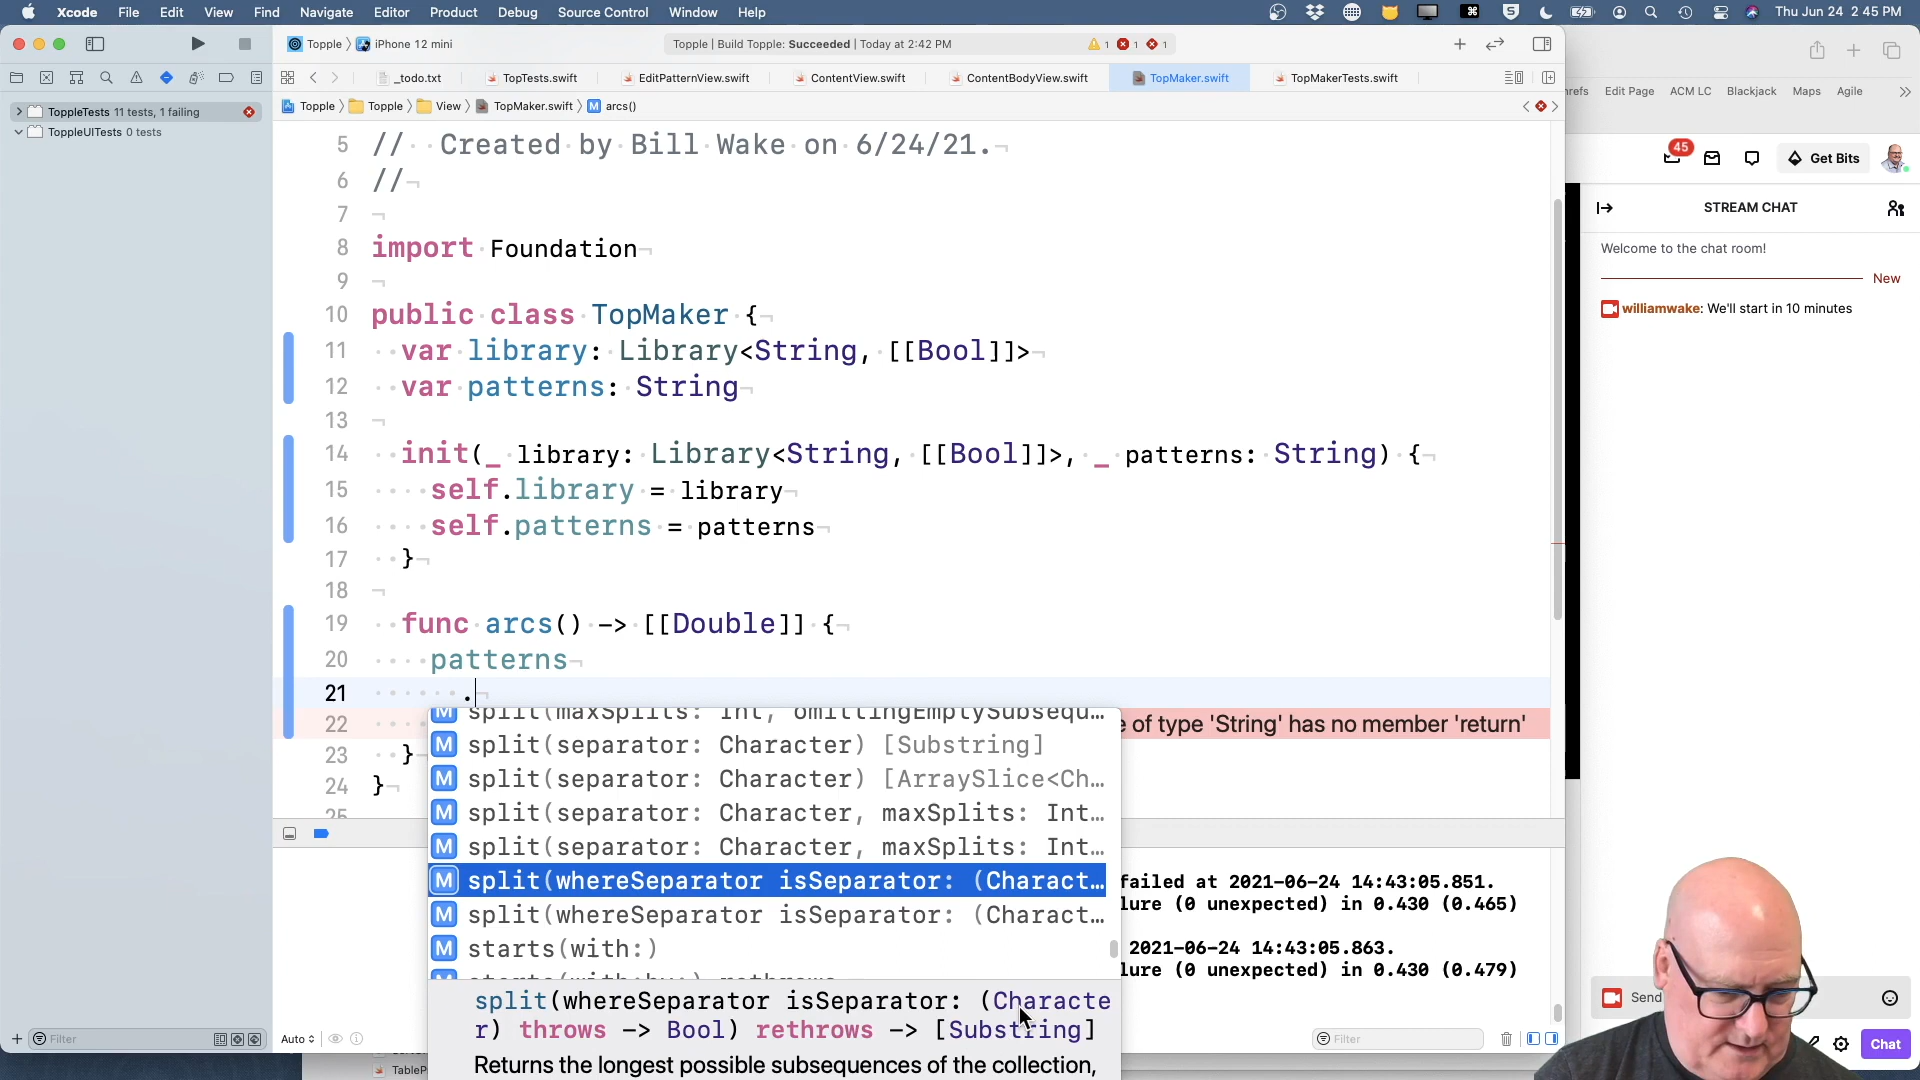 Xcode File Edit View Find Navigate Editor Product Debug Source Control Window Help Thu Jun 24 2 45 PM
Topple iPhone 12 mini
Topple | Build Topple: Succeeded | Today at 2:42 PM 1 1 1
_todo.txt TopTests.swift EditPatternView.swift ContentView.swift ContentBodyView.swift TopMaker.swift TopMakerTests.swift
refs Edit Page ACM LC Blackjack Maps Agile
Topple Topple View TopMaker.swift M arcs()
ToppleTests 11 tests, 1 failing
ToppleUITests 0 tests
5 // Created by Bill Wake on 6/24/21.
6 //
7
8 import Foundation
9
10 public class TopMaker {
11 var library: Library<String, [[Bool]]>
12 var patterns: String
13
14 init(_ library: Library<String, [[Bool]]>, _ patterns: String) {
15 self.library = library
16 self.patterns = patterns
17 }
18
19 func arcs() -> [[Double]] {
20 patterns
21 .
22 e of type 'String' has no member 'return'
23 }
24 }
25
M split(maxSplits: Int, omittingEmptySubsequ…
M split(separator: Character) [Substring]
M split(separator: Character) [ArraySlice<Ch…
M split(separator: Character, maxSplits: Int…
M split(separator: Character, maxSplits: Int…
M split(whereSeparator isSeparator: (Charact…
M split(whereSeparator isSeparator: (Charact…
M starts(with:)
split(whereSeparator isSeparator: (Characte
r) throws -> Bool) rethrows -> [Substring]
Returns the longest possible subsequences of the collection,
failed at 2021-06-24 14:43:05.851.
lure (0 unexpected) in 0.430 (0.465)
2021-06-24 14:43:05.863.
lure (0 unexpected) in 0.430 (0.479)
Filter
Auto
Filter
TableP
45
Get Bits
STREAM CHAT
Welcome to the chat room!
New
williamwake: We'll start in 10 minutes
Send
Chat